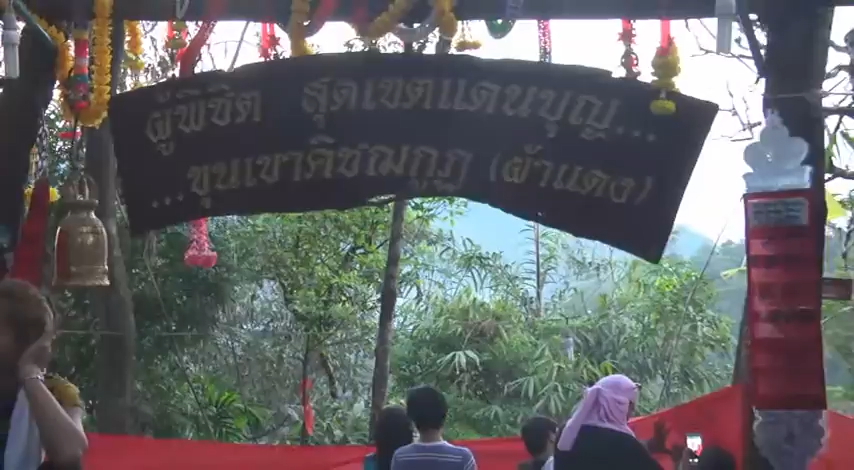 ผู้พิชิต สุดเขตแดนบุญ...
...ขุนเขาคิชฌกูฏ (ผ้าแดง)